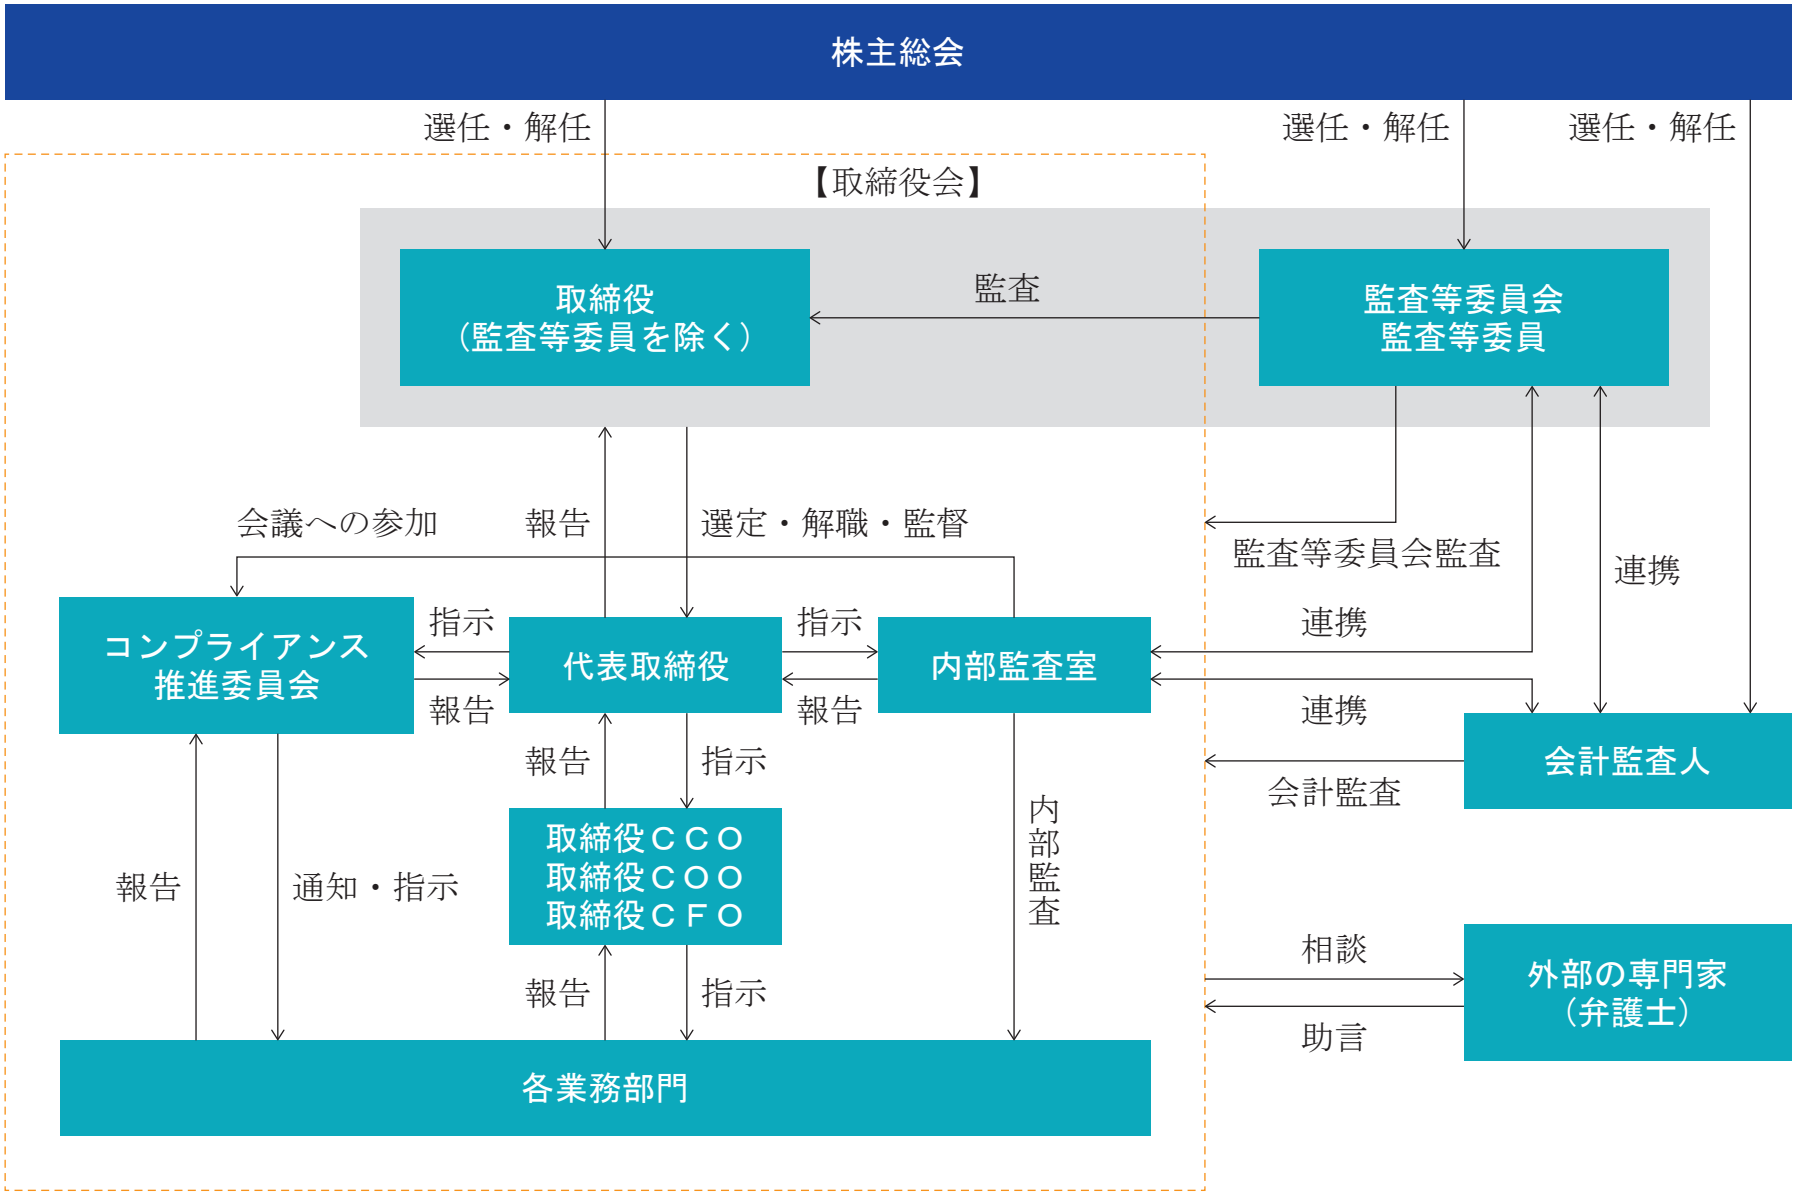 株主総会
選任・解任
選任・解任
選任・解任
【取締役会】
取締役
（監査等委員を除く）
監査
監査等委員会
監査等委員
会議への参加
報告
選定・解職・監督
監査等委員会監査
連携
コンプライアンス
推進委員会
指示
報告
代表取締役
指示
報告
内部監査室
連携
連携
会計監査人
会計監査
報告
指示
内部監査
取締役ＣＣＯ
取締役ＣＯＯ
取締役ＣＦＯ
報告
通知・指示
報告
指示
相談
助言
外部の専門家
（弁護士）
各業務部門